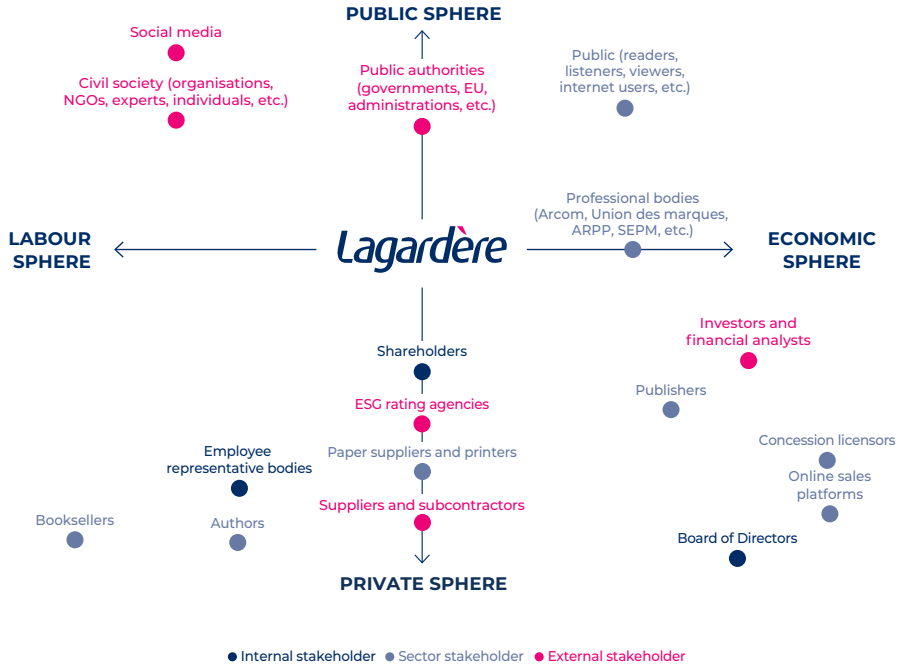 PUBLIC SPHERE
Social media
Civil society (organisations,
NGOs, experts, individuals, etc.)
Public authorities
(governments, EU,
administrations, etc.)
Public (readers,
listeners, viewers,
internet users, etc.)
Professional bodies
(Arcom, Union des marques,
ARPP, SEPM, etc.)
LABOUR
SPHERE
Lagardère
ECONOMIC
SPHERE
Investors and
financial analysts
Shareholders
Publishers
ESG rating agencies
Concession licensors
Employee
representative bodies
Paper suppliers and printers
Online sales
platforms
Suppliers and subcontractors
Booksellers
Authors
Board of Directors
PRIVATE SPHERE
Internal stakeholder Sector stakeholder External stakeholder